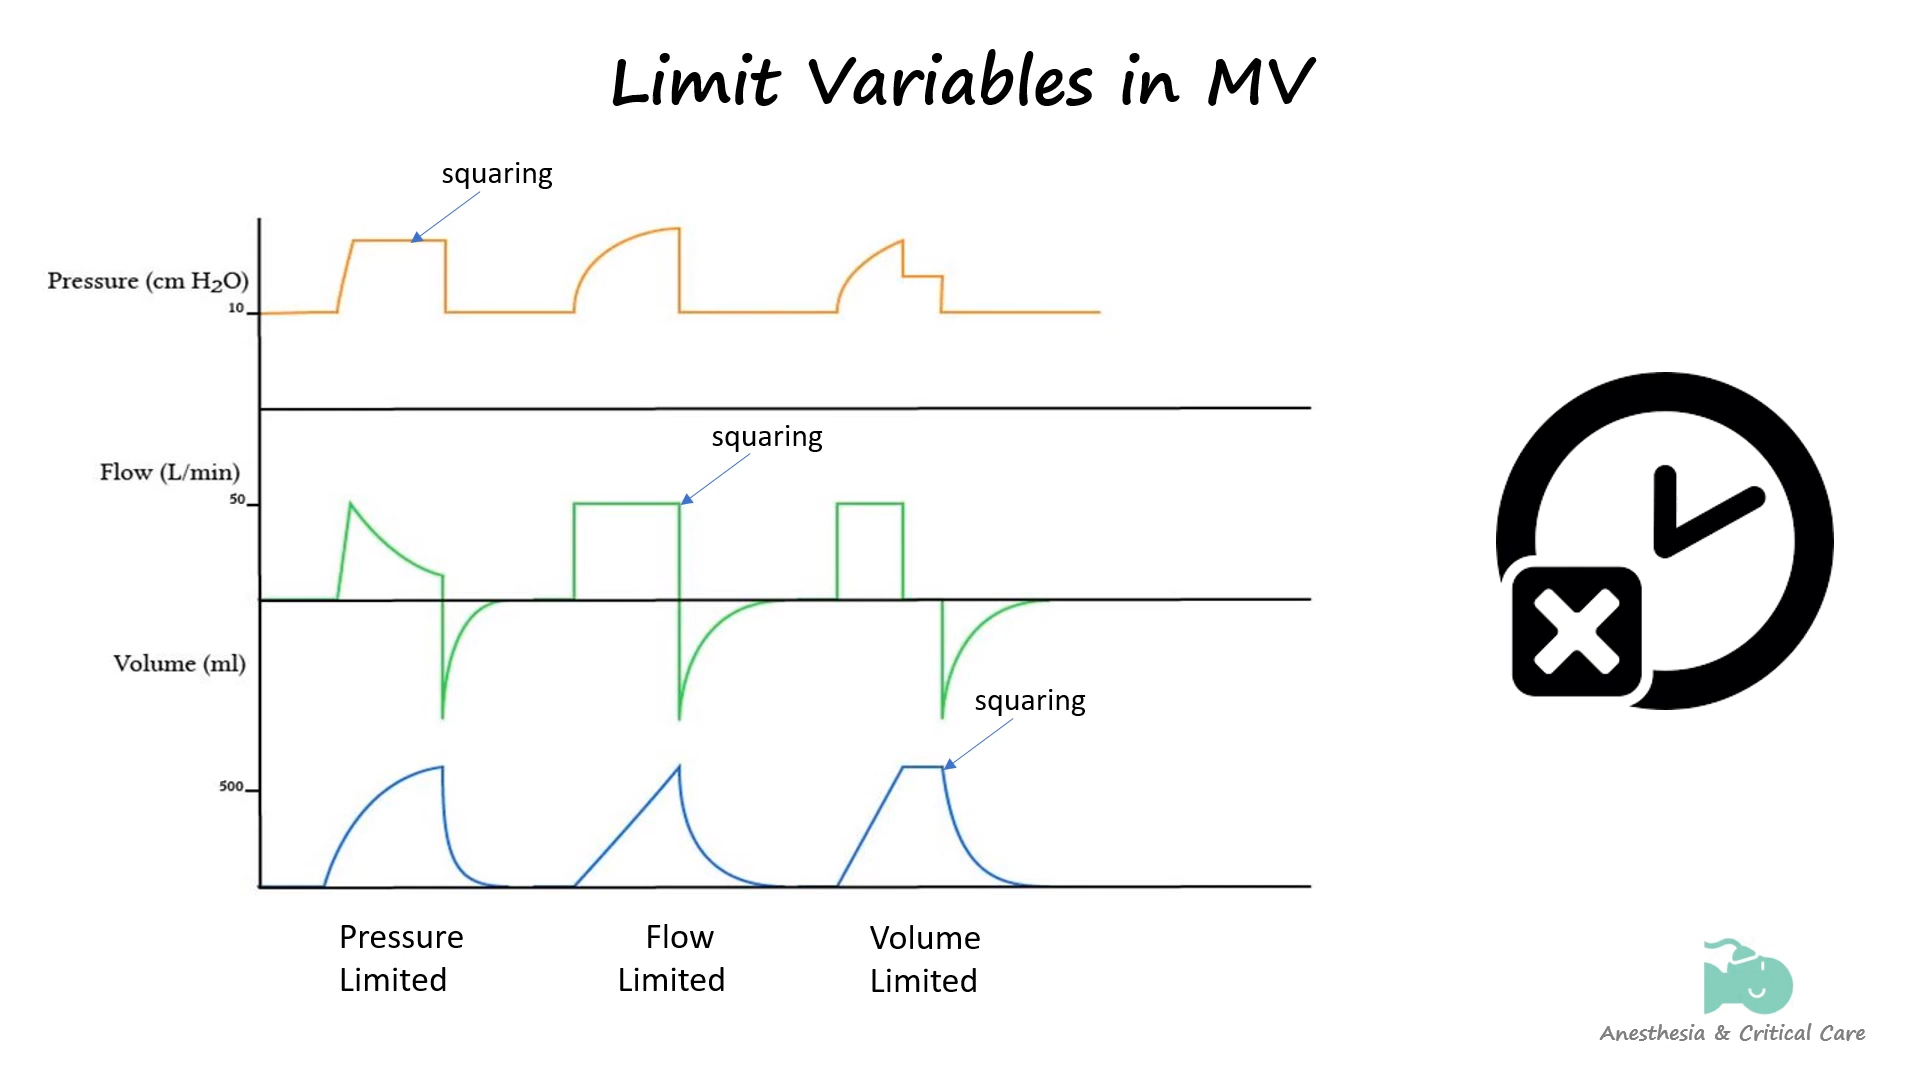 Limit Variables in MV
squaring
Pressure (cm H₂O)
10
squaring
Flow (L/min)
50
Volume (ml)
squaring
500
Pressure
Limited
Flow
Limited
Volume
Limited
Anesthesia & Critical Care